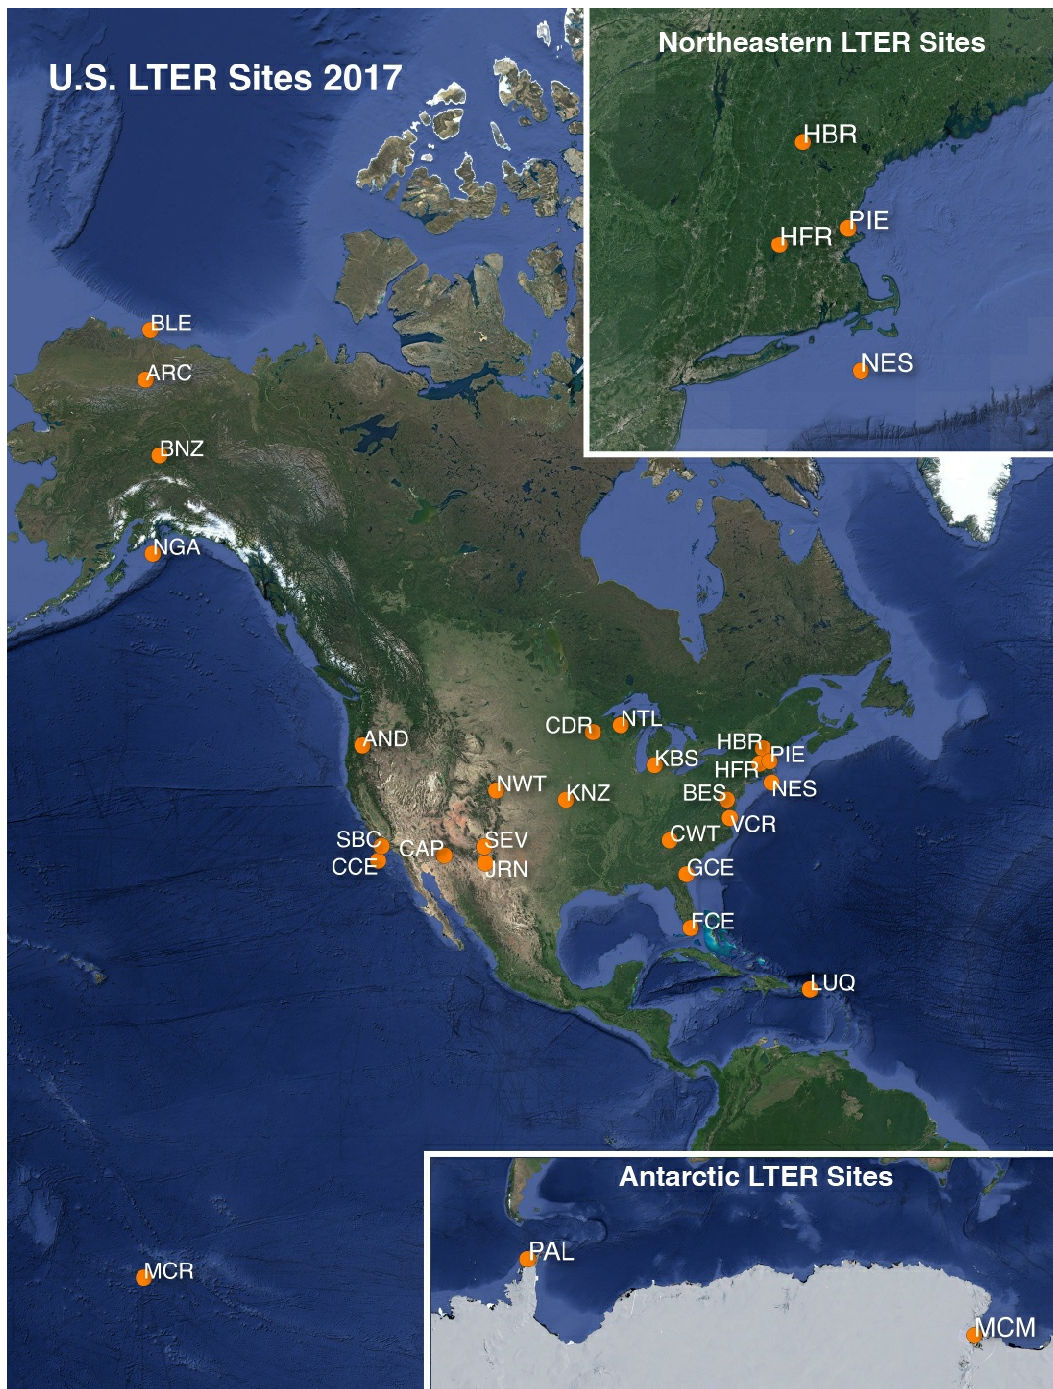 U.S. LTER Sites 2017
Northeastern LTER Sites
HBR
PIE
HFR
NES
BLE
ARC
BNZ
NGA
AND
CDR
NTL
KBS
HBR
PIE
HFR
NES
NWT
KNZ
BES
VCR
SBC
CCE
CAP
SEV
JRN
CWT
GCE
FCE
LUQ
MCR
Antarctic LTER Sites
PAL
MCM